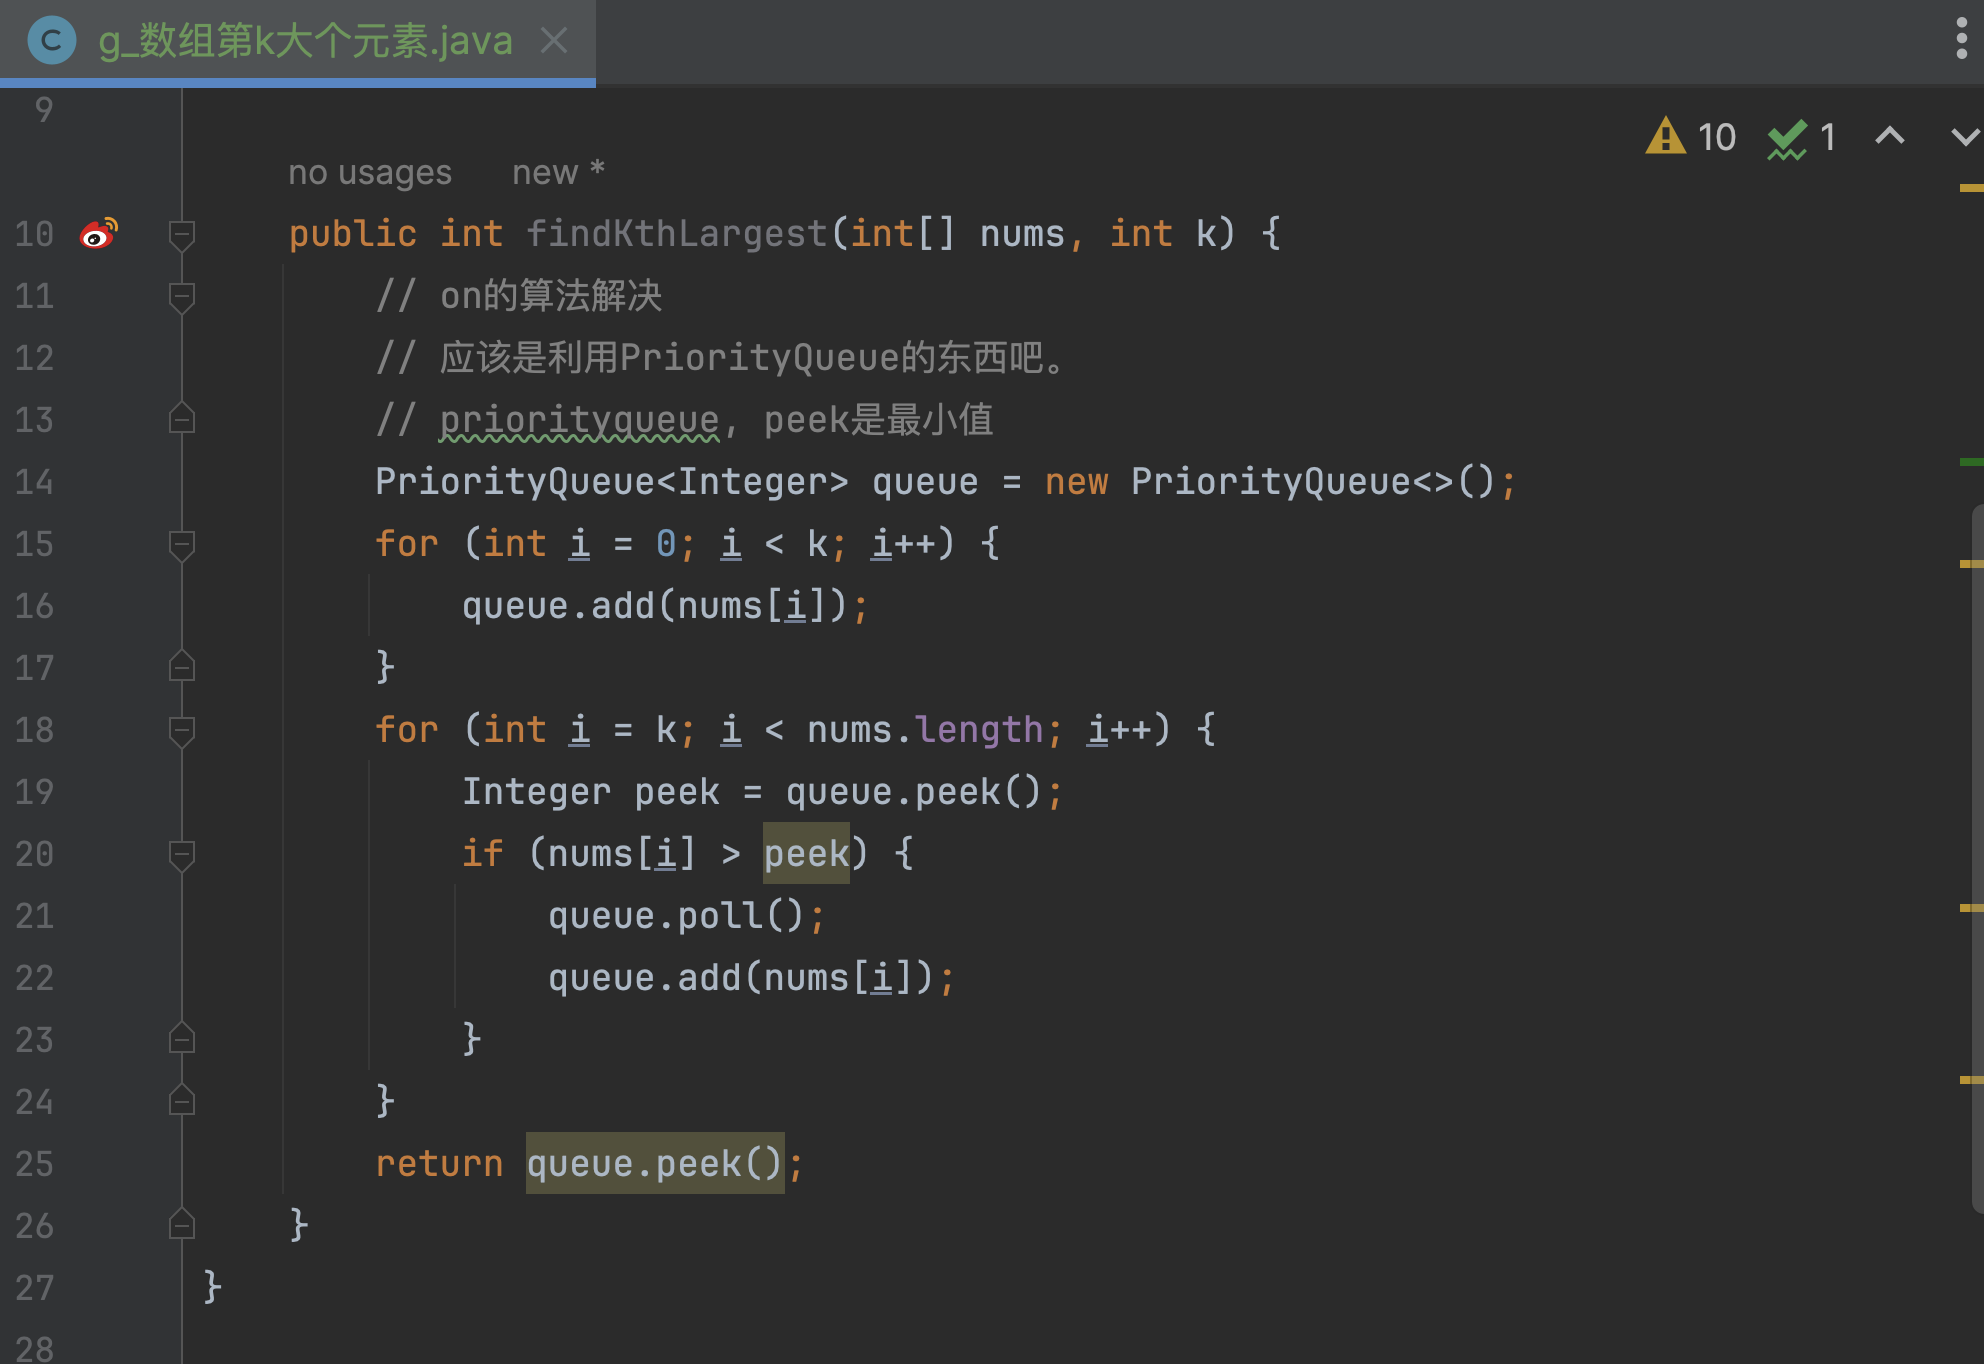 g_数组第k大个元素.java
9
10 1
no usages new *
10 public int findKthLargest(int[] nums, int k) {
11 // on的算法解决
12 // 应该是利用PriorityQueue的东西吧。
13 // priorityqueue, peek是最小值
14 PriorityQueue<Integer> queue = new PriorityQueue<>();
15 for (int i = 0; i < k; i++) {
16 queue.add(nums[i]);
17 }
18 for (int i = k; i < nums.length; i++) {
19 Integer peek = queue.peek();
20 if (nums[i] > peek) {
21 queue.poll();
22 queue.add(nums[i]);
23 }
24 }
25 return queue.peek();
26 }
27 }
28